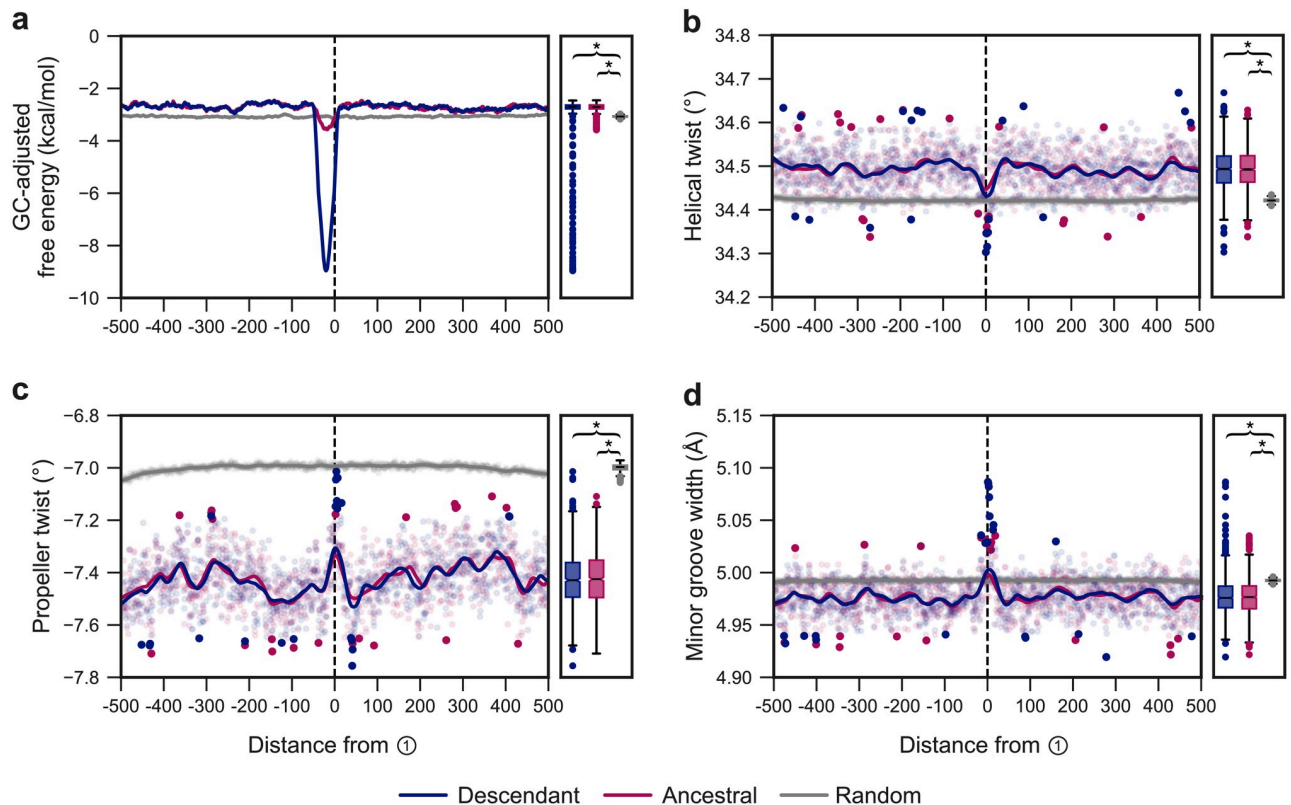 a
GC-adjusted
free energy (kcal/mol)
0
−2
−4
−6
−8
−10
-500 -400 -300 -200 -100 0 100 200 300 400 500
*
*
b
Helical twist (°)
34.8
34.7
34.6
34.5
34.4
34.3
34.2
-500 -400 -300 -200 -100 0 100 200 300 400 500
*
*
c
Propeller twist (°)
−6.8
−7.0
−7.2
−7.4
−7.6
−7.8
-500 -400 -300 -200 -100 0 100 200 300 400 500
*
*
Distance from ①
d
Minor groove width (Å)
5.15
5.10
5.05
5.00
4.95
4.90
-500 -400 -300 -200 -100 0 100 200 300 400 500
*
*
Distance from ①
Descendant Ancestral Random